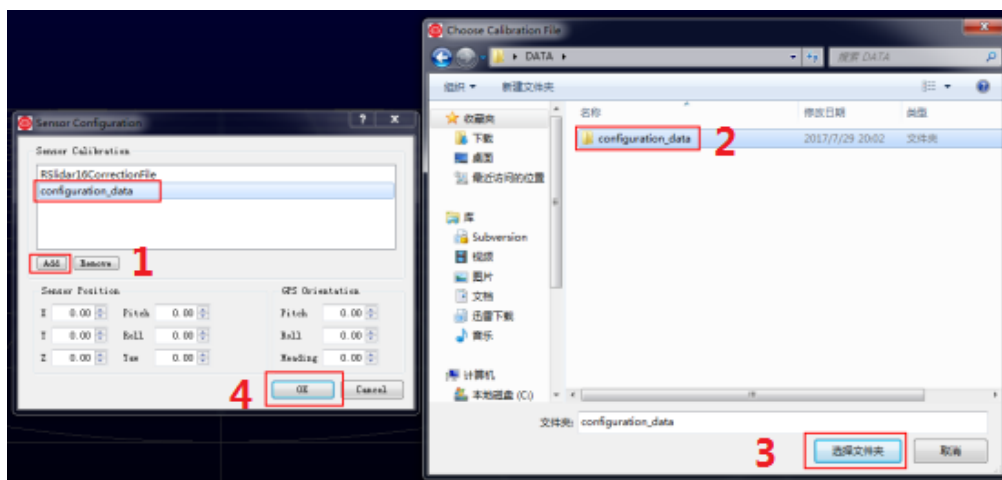 Choose Calibration File
DATA
搜索 DATA
组织 新建文件夹
收藏夹
下载
桌面
最近访问的位置
库
Subversion
视频
图片
文档
迅雷下载
音乐
计算机
本地磁盘 (C:)
名称 修改日期 类型
configuration_data 2017/7/29 20:02 文件夹
2
文件夹: configuration_data
3
选择文件夹 取消
Sensor Configuration
Sensor Calibration
RSlidar16CorrectionFile
configuration_data
Add Remove
1
Sensor Position
X 0.00 Pitch 0.00
Y 0.00 Roll 0.00
Z 0.00 Yaw 0.00
GPS Orientation
Pitch 0.00
Roll 0.00
Heading 0.00
4
OK Cancel